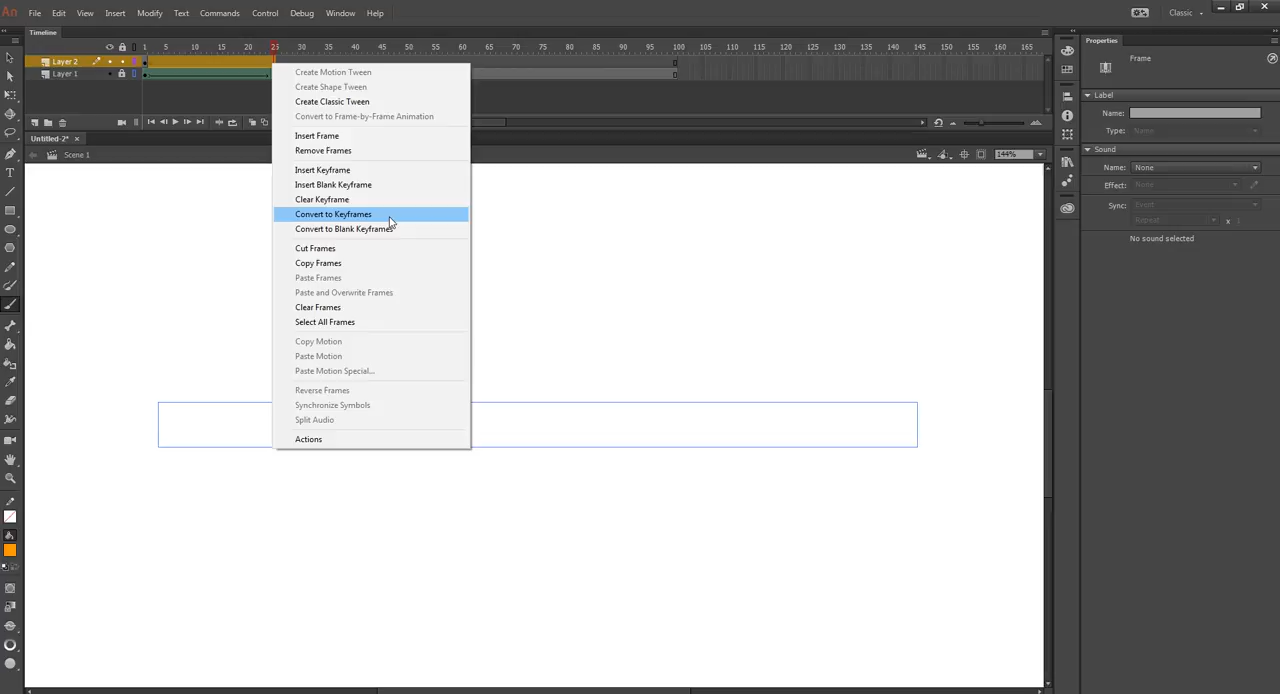 An File Edit View Insert Modify Text Commands Control Debug Window Help Classic
Timeline
1 5 10 15 20 25 30 35 40 45 50 55 60 65 70 75 80 85 90 95 100 105 110 115 120 125 130 135 140 145 150 155 160 165
Layer 2
Layer 1
Untitled-2* ×
Scene 1
144%
Create Motion Tween
Create Shape Tween
Create Classic Tween
Convert to Frame-by-Frame Animation
Insert Frame
Remove Frames
Insert Keyframe
Insert Blank Keyframe
Clear Keyframe
Convert to Keyframes
Convert to Blank Keyframes
Cut Frames
Copy Frames
Paste Frames
Paste and Overwrite Frames
Clear Frames
Select All Frames
Copy Motion
Paste Motion
Paste Motion Special...
Reverse Frames
Synchronize Symbols
Split Audio
Actions
Properties
Frame
Label
Name:
Type: Name
Sound
Name: None
Effect: None
Sync: Event
Repeat x 1
No sound selected